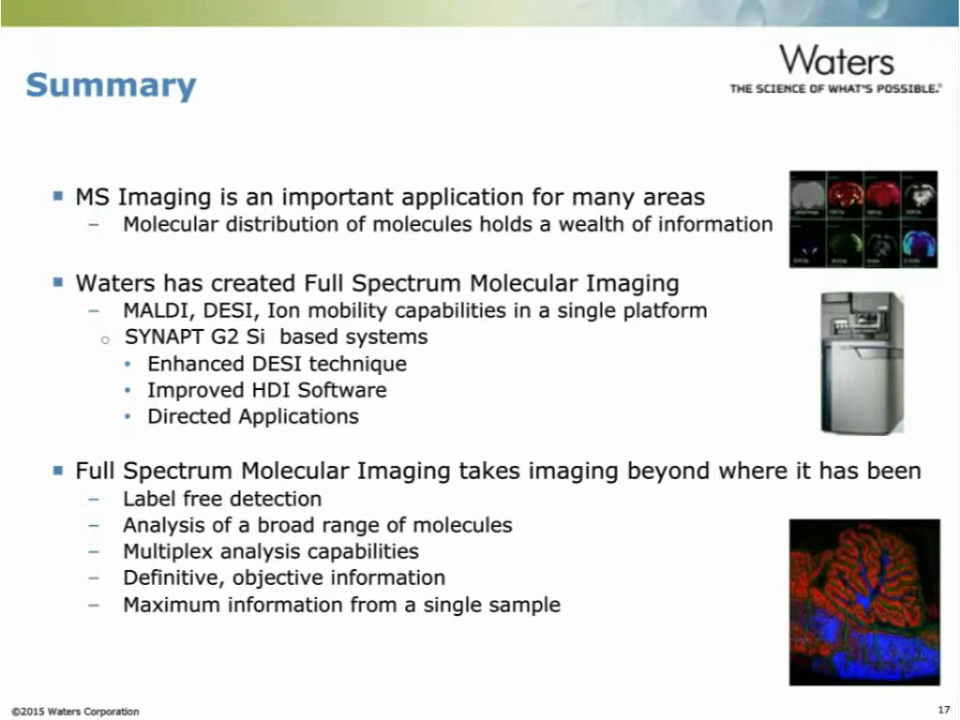 Summary
Waters
THE SCIENCE OF WHAT'S POSSIBLE.®
MS Imaging is an important application for many areas
– Molecular distribution of molecules holds a wealth of information
Waters has created Full Spectrum Molecular Imaging
– MALDI, DESI, Ion mobility capabilities in a single platform
o SYNAPT G2 Si based systems
• Enhanced DESI technique
• Improved HDI Software
• Directed Applications
Full Spectrum Molecular Imaging takes imaging beyond where it has been
– Label free detection
– Analysis of a broad range of molecules
– Multiplex analysis capabilities
– Definitive, objective information
– Maximum information from a single sample
©2015 Waters Corporation
17